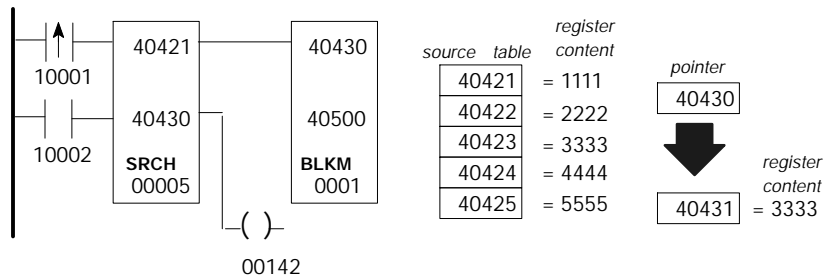 40421
40430
10001
40430
40500
10002
SRCH
00005
BLKM
0001
( )
00142
source table
register
content
40421 = 1111
40422 = 2222
40423 = 3333
40424 = 4444
40425 = 5555
pointer
40430
register
content
40431 = 3333